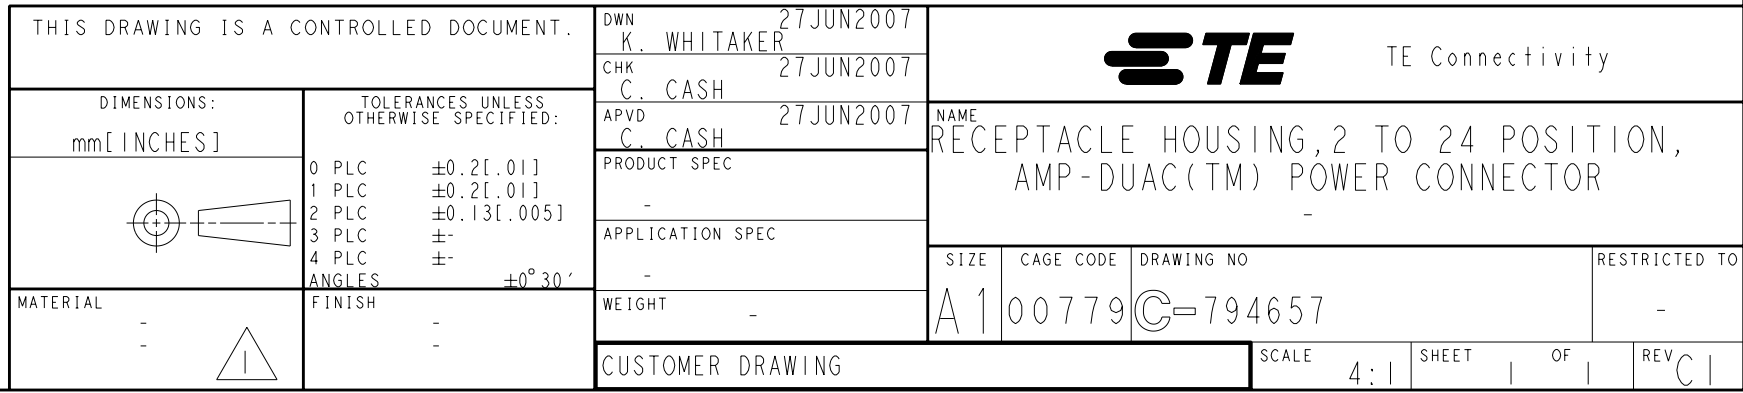 THIS DRAWING IS A CONTROLLED DOCUMENT.
DIMENSIONS:
mm[INCHES]
TOLERANCES UNLESS
OTHERWISE SPECIFIED:
0 PLC ±0.2[.01]
1 PLC ±0.2[.01]
2 PLC ±0.13[.005]
3 PLC ±-
4 PLC ±-
ANGLES ±0°30′
MATERIAL
-
-
1
FINISH
-
-
DWN 27JUN2007
K. WHITAKER
CHK 27JUN2007
C. CASH
APVD 27JUN2007
C. CASH
PRODUCT SPEC
-
APPLICATION SPEC
-
WEIGHT -
CUSTOMER DRAWING
TE TE Connectivity
NAME
RECEPTACLE HOUSING,2 TO 24 POSITION,
AMP-DUAC(TM) POWER CONNECTOR
-
SIZE CAGE CODE DRAWING NO RESTRICTED TO
A1 00779 C-794657 -
SCALE 4:1 SHEET 1 OF 1 REV C1